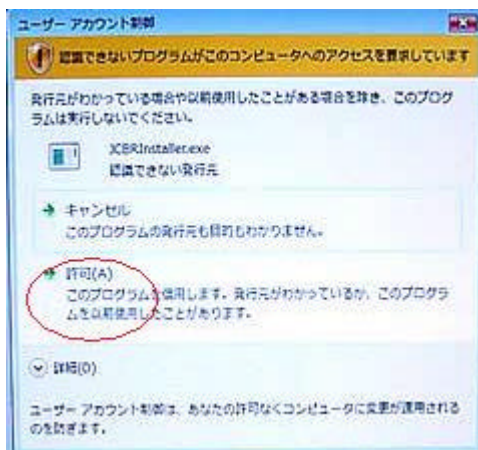 ユーザー アカウント制御
認識できないプログラムがこのコンピュータへのアクセスを要求しています
発行元がわかっている場合や以前使用したことがある場合を除き、このプログ
ラムは実行しないでください。
JCBRInstaller.exe
認識できない発行元
キャンセル
このプログラムの発行元も目的もわかりません。
許可(A)
このプログラムを信用します。発行元がわかっているか、このプログラ
ムを以前使用したことがあります。
詳細(D)
ユーザー アカウント制御は、あなたの許可なくコンピュータに変更が適用される
のを防ぎます。